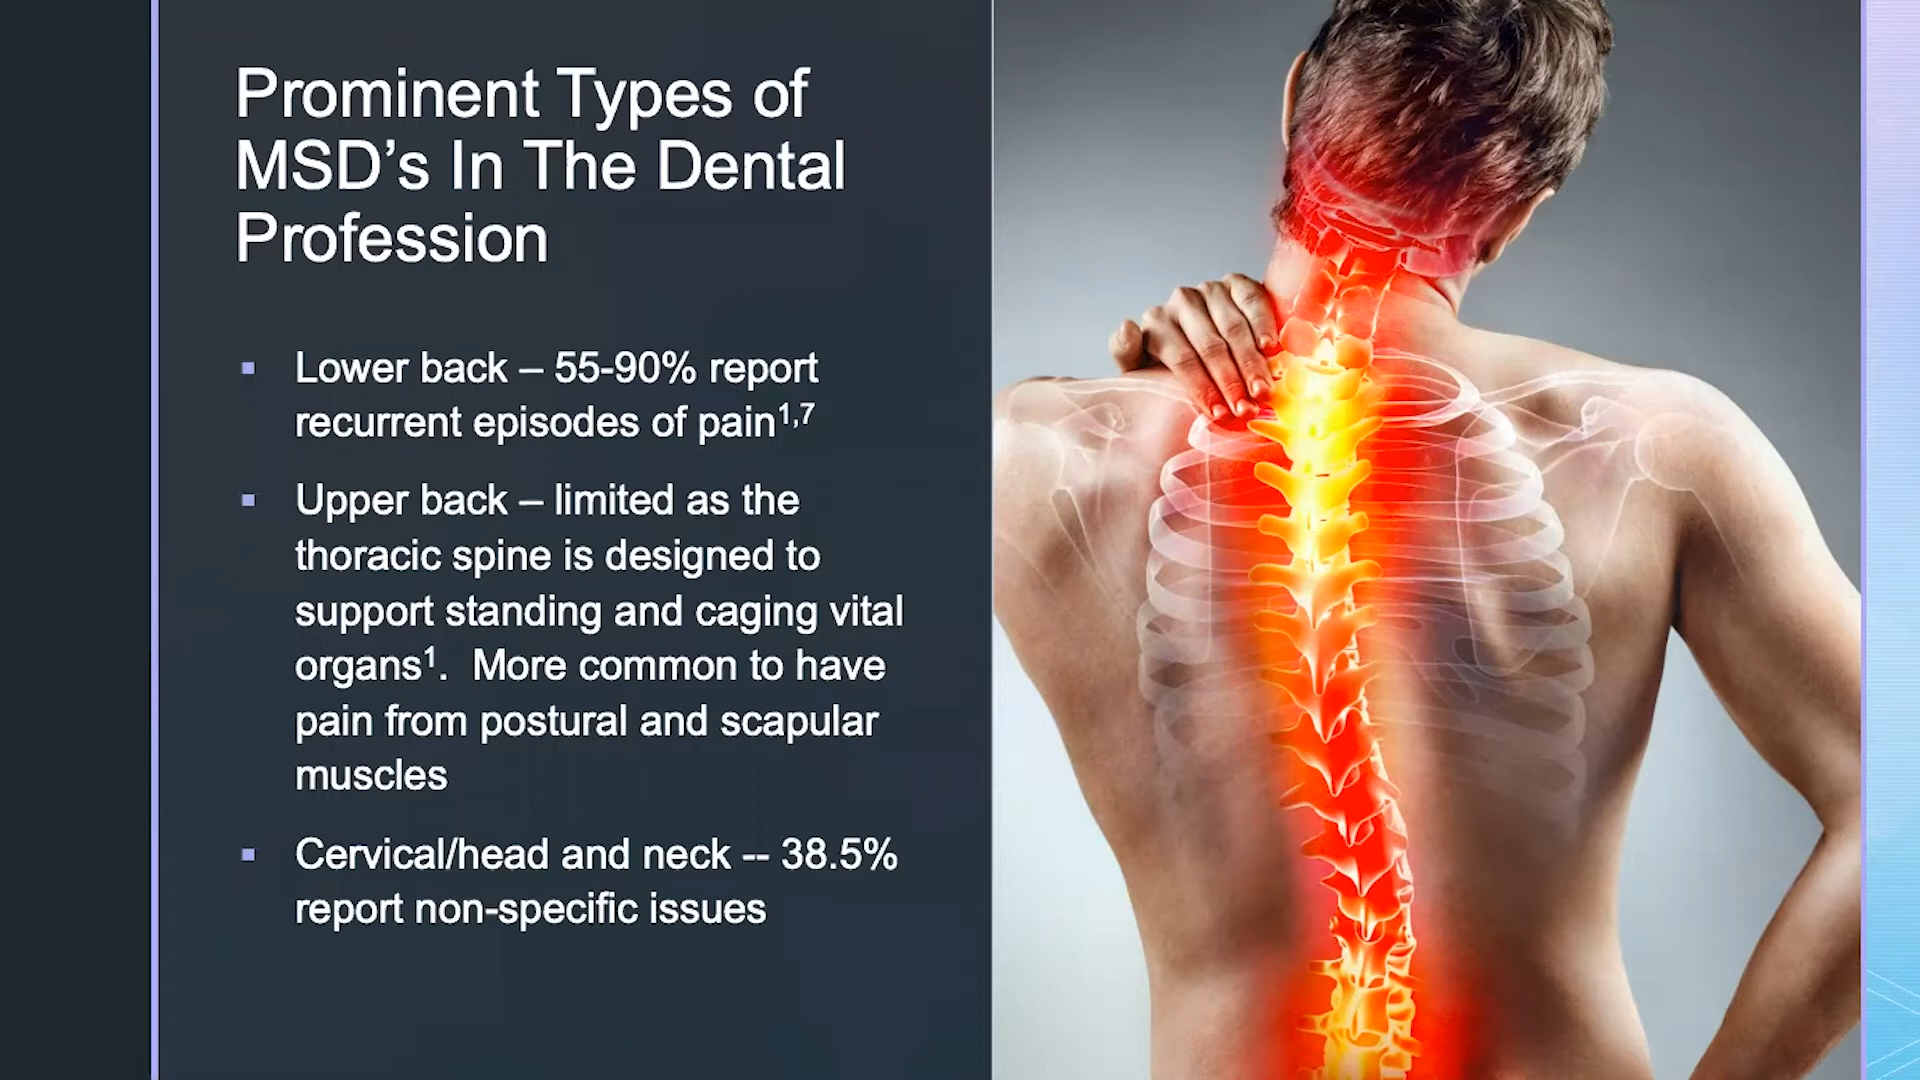 Prominent Types of
MSD’s In The Dental
Profession
▪ Lower back – 55-90% report
recurrent episodes of pain¹,⁷
▪ Upper back – limited as the
thoracic spine is designed to
support standing and caging vital
organs¹.  More common to have
pain from postural and scapular
muscles
▪ Cervical/head and neck -- 38.5%
report non-specific issues